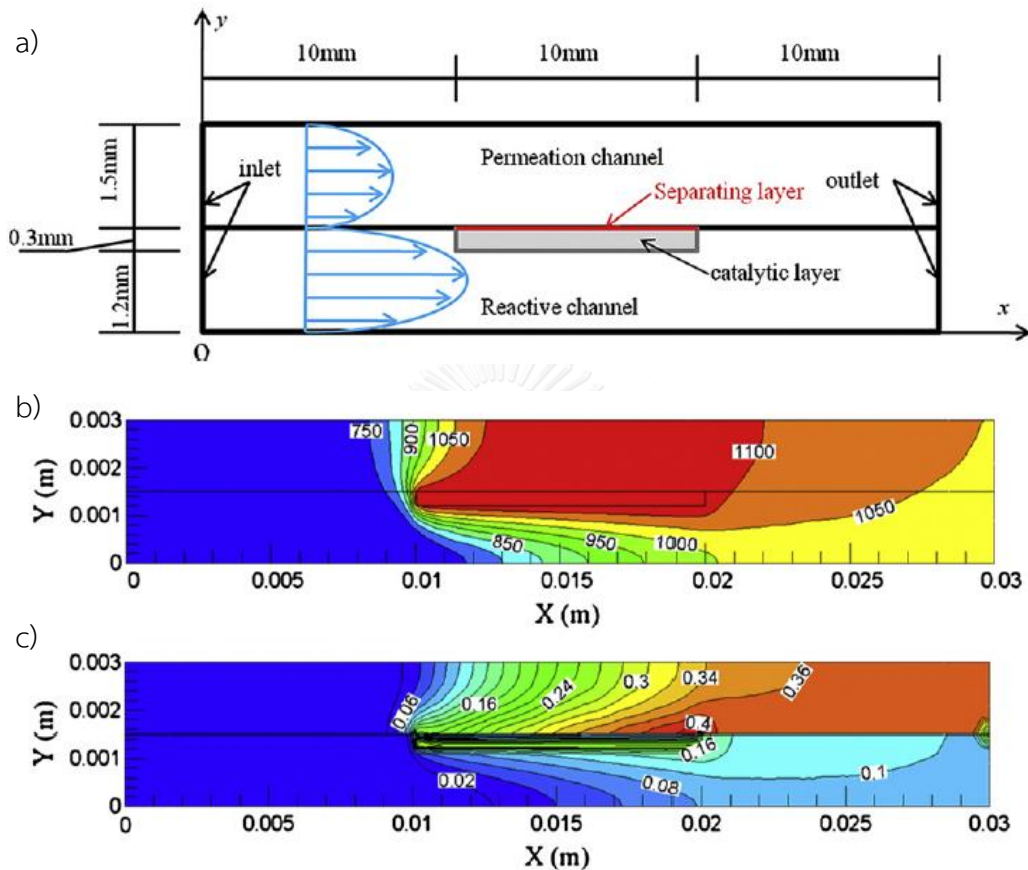 a)
y
10mm
10mm
10mm
1.5mm
0.3mm
1.2mm
inlet
Permeation channel
Separating layer
outlet
catalytic layer
Reactive channel
x
O
b)
Y (m)
0.003
0.002
0.001
0
750
900
1050
1100
1050
850
950
1000
0
0.005
0.01
0.015
0.02
0.025
0.03
X (m)
c)
Y (m)
0.003
0.002
0.001
0
0.06
0.16
0.24
0.3
0.34
0.36
0.4
0.16
0.1
0.02
0.08
0
0.005
0.01
0.015
0.02
0.025
0.03
X (m)